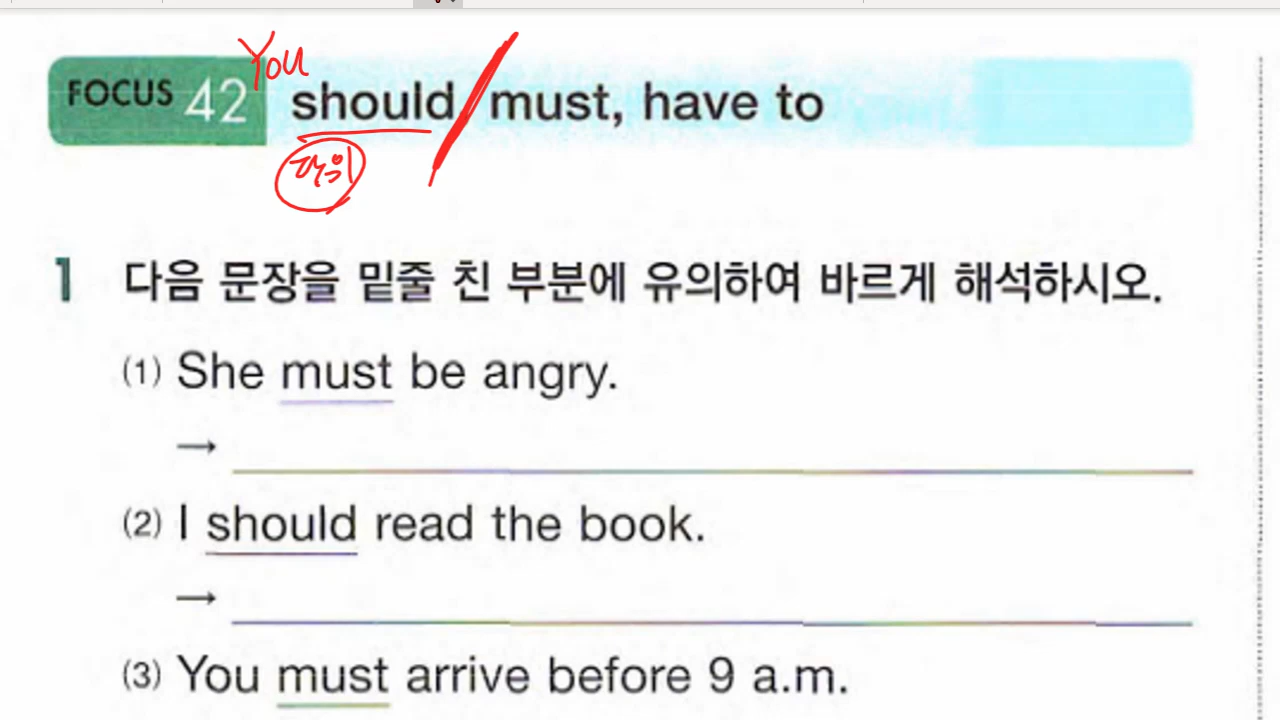 You
FOCUS 42 should, must, have to
1 다음 문장을 밑줄 친 부분에 유의하여 바르게 해석하시오.
(1) She must be angry.
→
(2) I should read the book.
→
(3) You must arrive before 9 a.m.